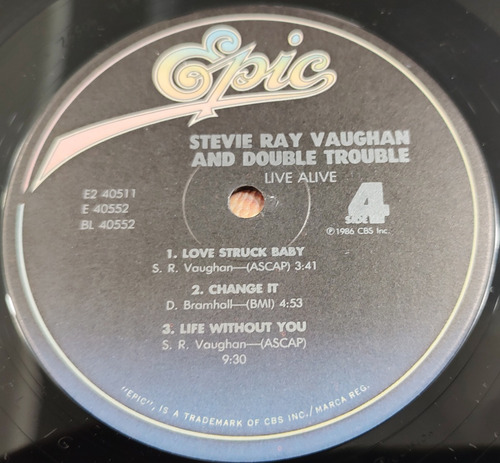 Epic
STEVIE RAY VAUGHAN
AND DOUBLE TROUBLE
LIVE ALIVE
E2 40511
E 40552
BL 40552
4
SIDE
℗1986 CBS Inc.
1. LOVE STRUCK BABY
S. R. Vaughan—(ASCAP) 3:41
2. CHANGE IT
D. Bramhall—(BMI) 4:53
3. LIFE WITHOUT YOU
S. R. Vaughan—(ASCAP)
9:30
"EPIC", IS A TRADEMARK OF CBS INC./MARCA REG.